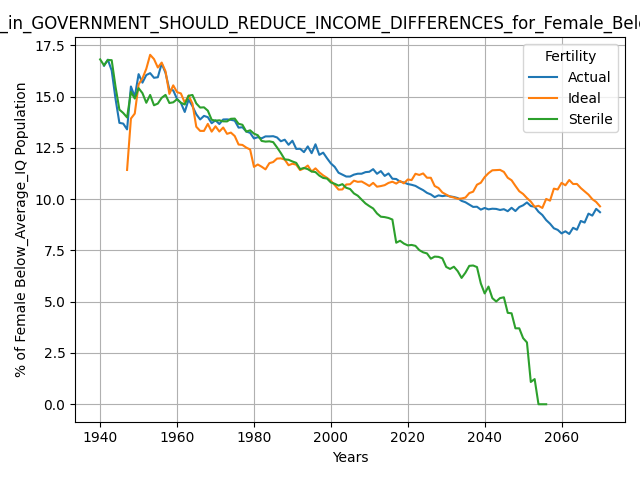 _in_GOVERNMENT_SHOULD_REDUCE_INCOME_DIFFERENCES_for_Female_Belo
Fertility
Actual
Ideal
Sterile
% of Female Below_Average_IQ Population
17.5
15.0
12.5
10.0
7.5
5.0
2.5
0.0
1940
1960
1980
2000
2020
2040
2060
Years